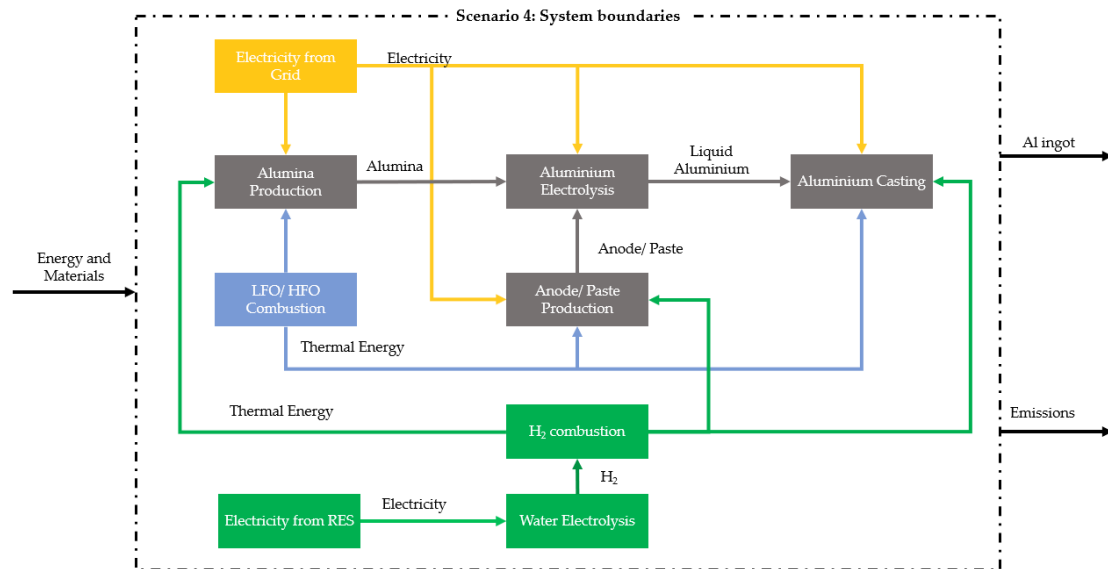 Scenario 4: System boundaries
Electricity from
Grid
Electricity
Alumina
Production
Alumina
Aluminium
Electrolysis
Liquid
Aluminium
Aluminium Casting
Al ingot
Energy and
Materials
Anode/ Paste
LFO/ HFO
Combustion
Anode/ Paste
Production
Thermal Energy
Thermal Energy
H₂ combustion
Emissions
H₂
Electricity from RES
Electricity
Water Electrolysis